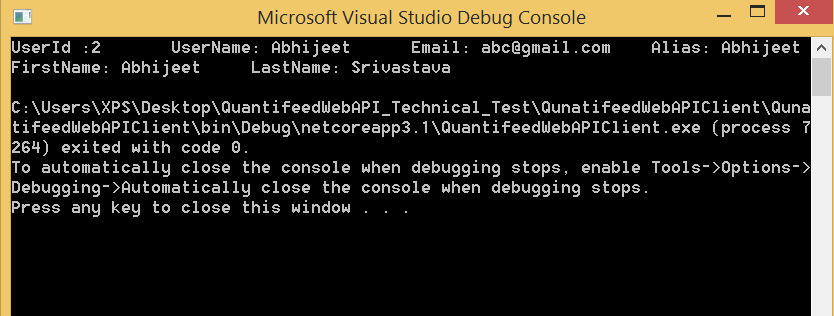 Microsoft Visual Studio Debug Console
UserId :2 UserName: Abhijeet Email: abc@gmail.com Alias: Abhijeet
FirstName: Abhijeet LastName: Srivastava
C:\Users\XPS\Desktop\QuantifeedWebAPI_Technical_Test\QunatifeedWebAPIClient\Quna
tifeedWebAPIClient\bin\Debug\netcoreapp3.1\QuantifeedWebAPIClient.exe (process 7
264) exited with code 0.
To automatically close the console when debugging stops, enable Tools->Options->
Debugging->Automatically close the console when debugging stops.
Press any key to close this window . . .